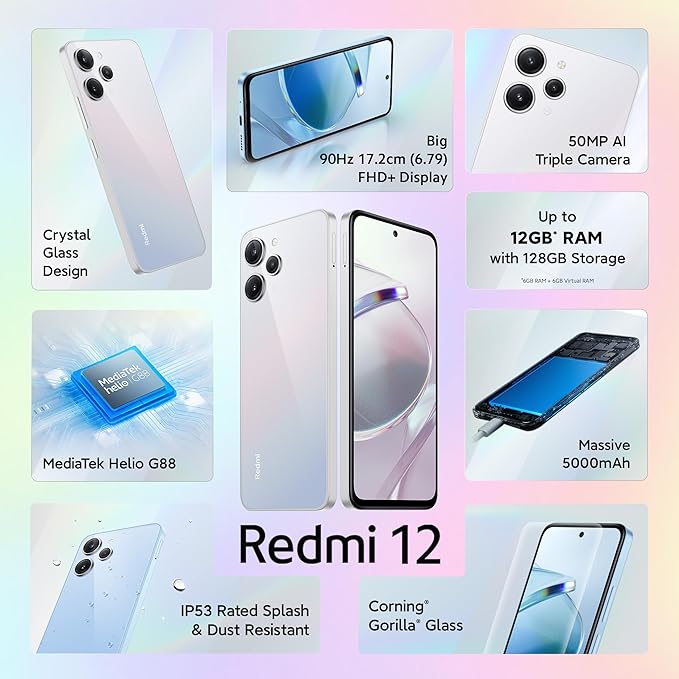 Redmi
Crystal
Glass
Design
Big
90Hz 17.2cm (6.79)
FHD+ Display
50MP AI
Triple Camera
Up to
12GB* RAM
with 128GB Storage
*6GB RAM + 6GB Virtual RAM
MediaTek
helio G88
MediaTek Helio G88
Redmi
Massive
5000mAh
Redmi 12
IP53 Rated Splash
& Dust Resistant
Corning®
Gorilla® Glass